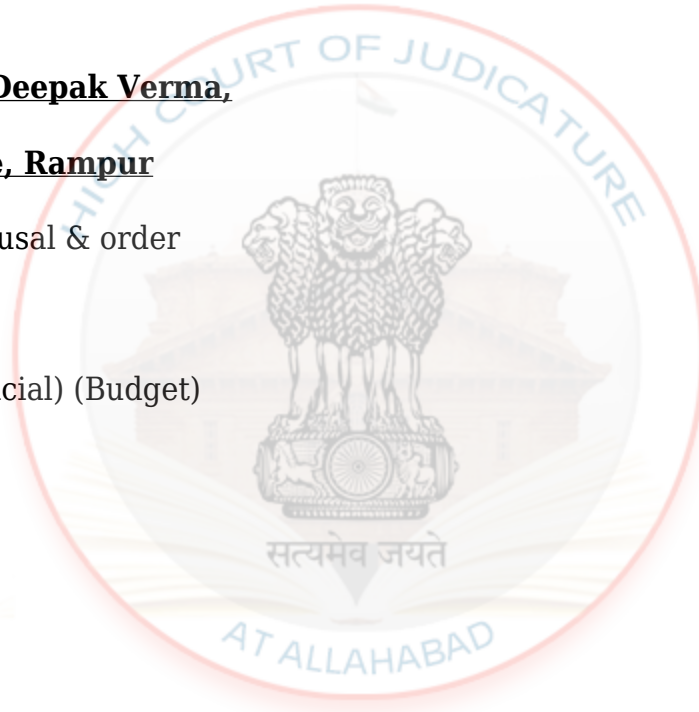 HIGH COURT OF JUDICATURE
Deepak Verma,
e, Rampur
usal & order
cial) (Budget)
सत्यमेव जयते
AT ALLAHABAD